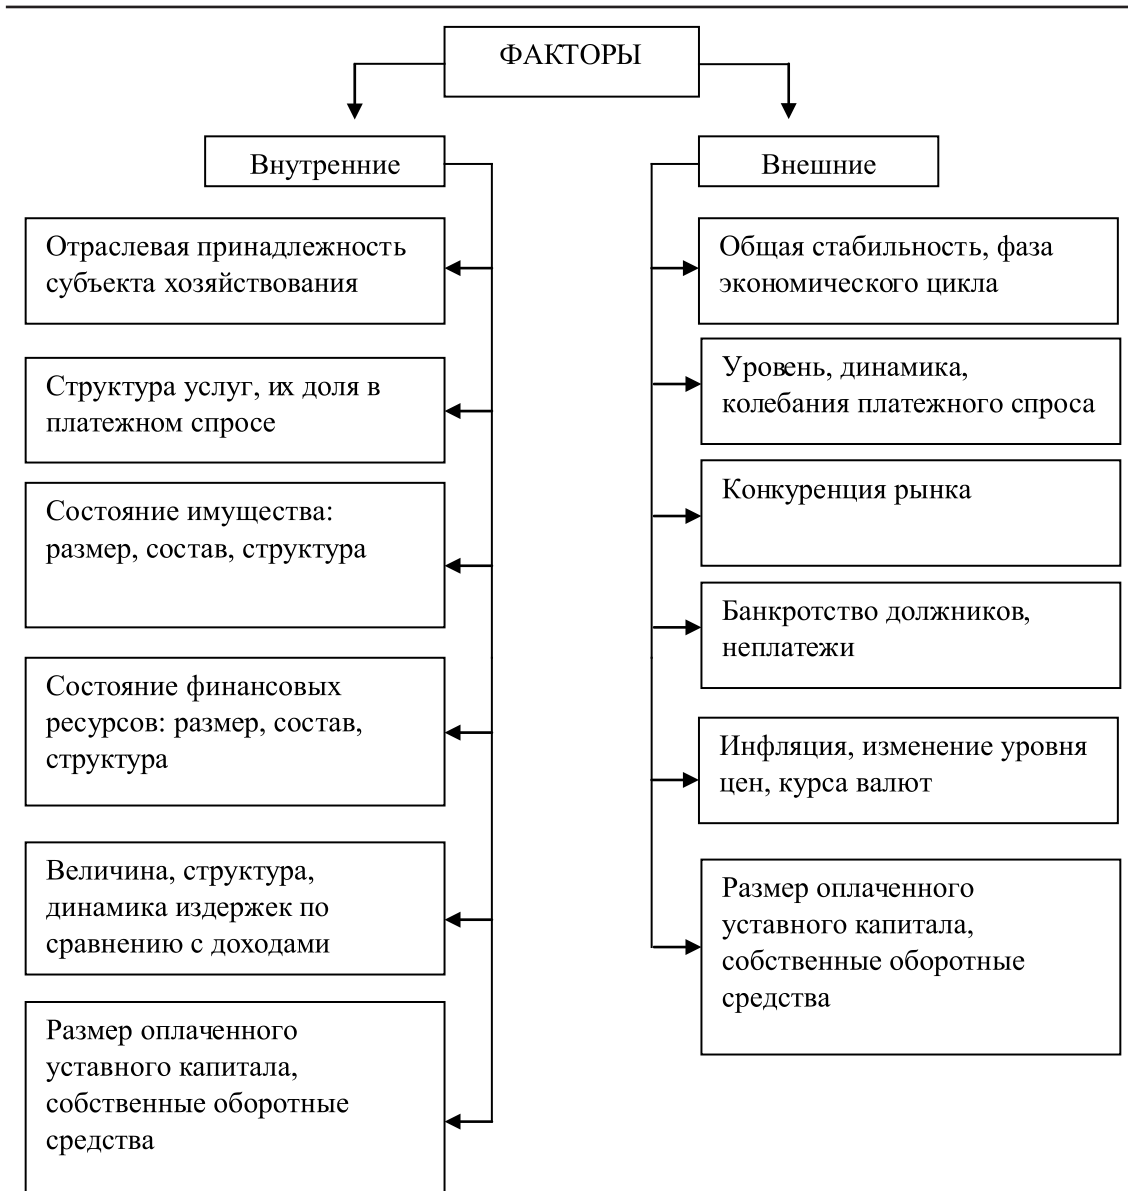 ФАКТОРЫ
Внутренние
Отраслевая принадлежность
субъекта хозяйствования
Структура услуг, их доля в
платежном спросе
Состояние имущества:
размер, состав, структура
Состояние финансовых
ресурсов: размер, состав,
структура
Величина, структура,
динамика издержек по
сравнению с доходами
Размер оплаченного
уставного капитала,
собственные оборотные
средства
Внешние
Общая стабильность, фаза
экономического цикла
Уровень, динамика,
колебания платежного спроса
Конкуренция рынка
Банкротство должников,
неплатежи
Инфляция, изменение уровня
цен, курса валют
Размер оплаченного
уставного капитала,
собственные оборотные
средства